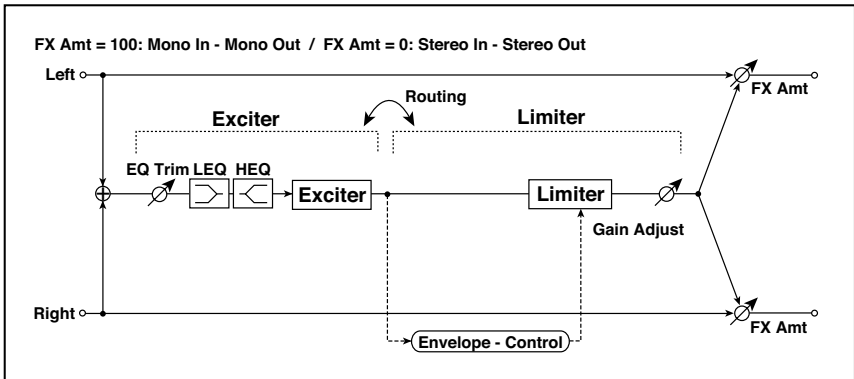 FX Amt = 100: Mono In - Mono Out / FX Amt = 0: Stereo In - Stereo Out
Left
FX Amt
Routing
Exciter
Limiter
EQ Trim LEQ HEQ
Exciter
Limiter
Gain Adjust
Right
FX Amt
Envelope - Control